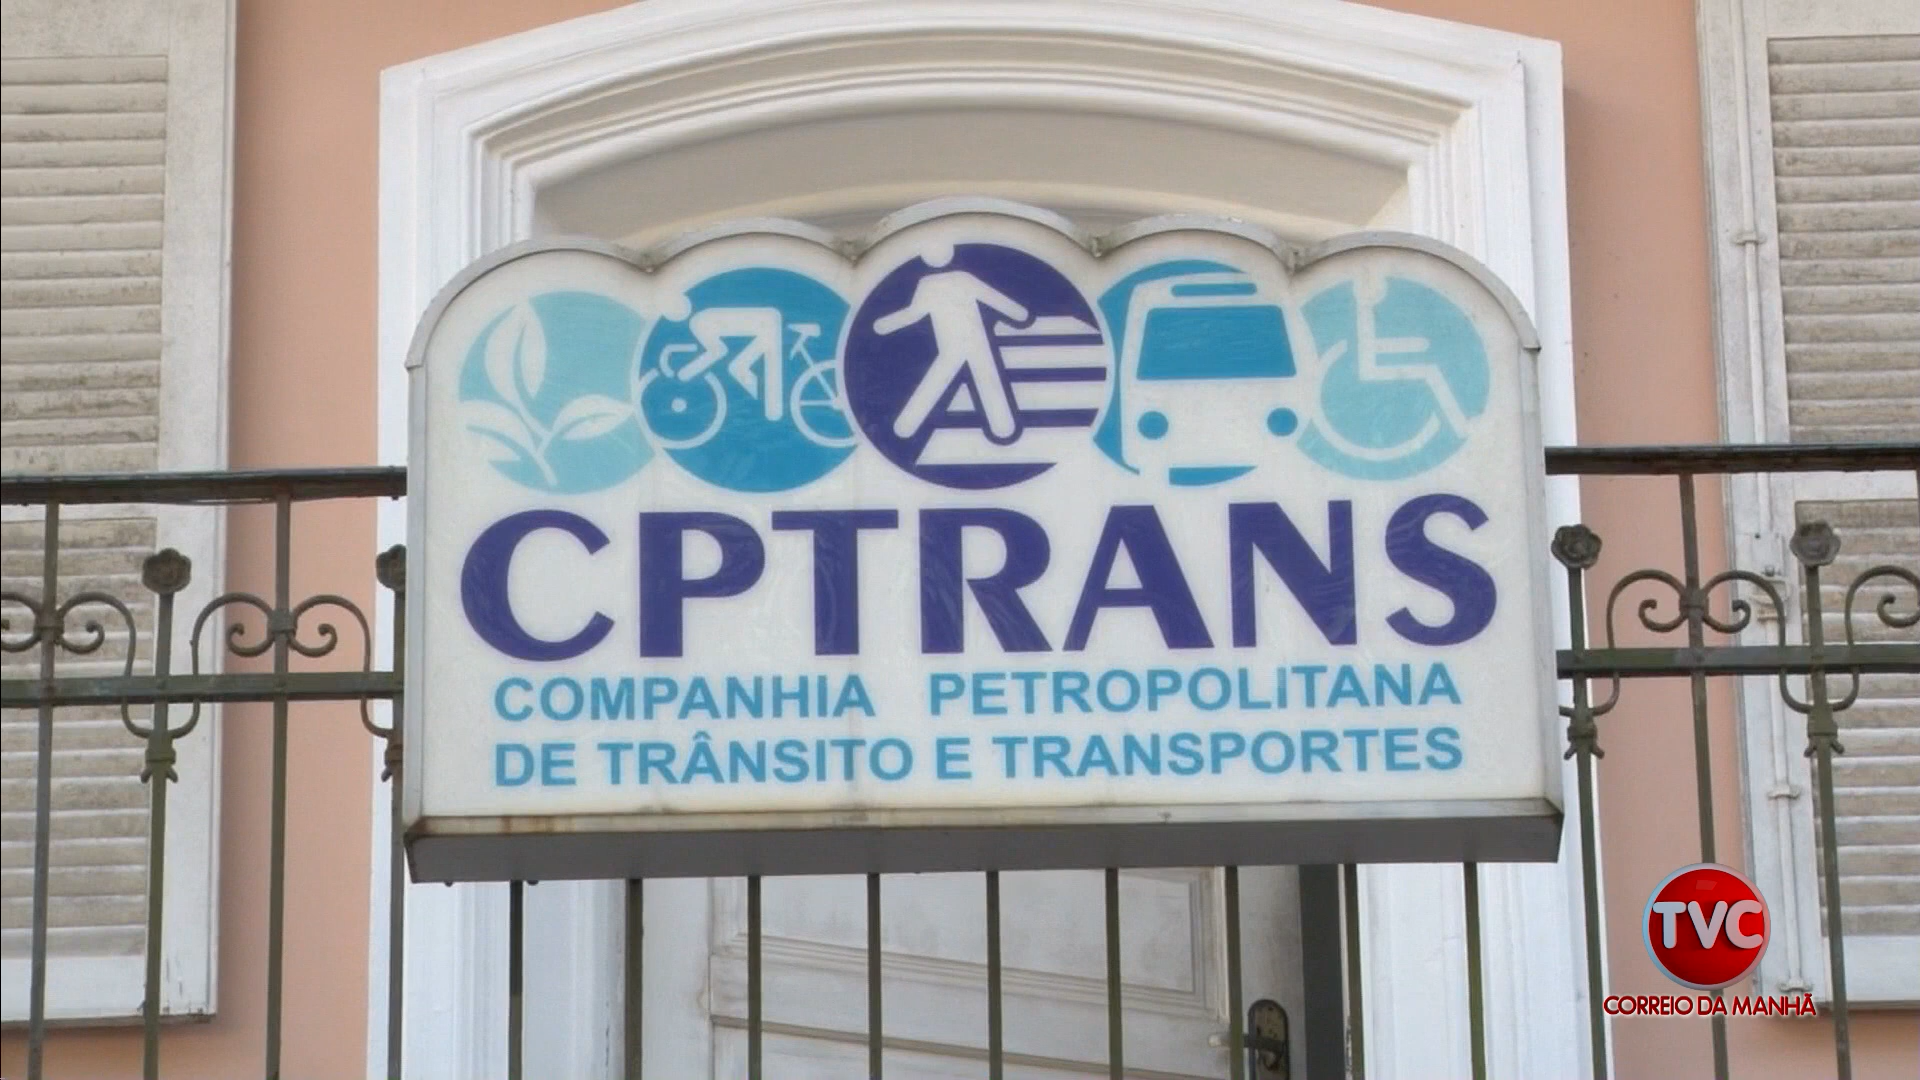 CPTRANS
COMPANHIA PETROPOLITANA
DE TRÂNSITO E TRANSPORTES
TVC
CORREIO DA MANHÃ